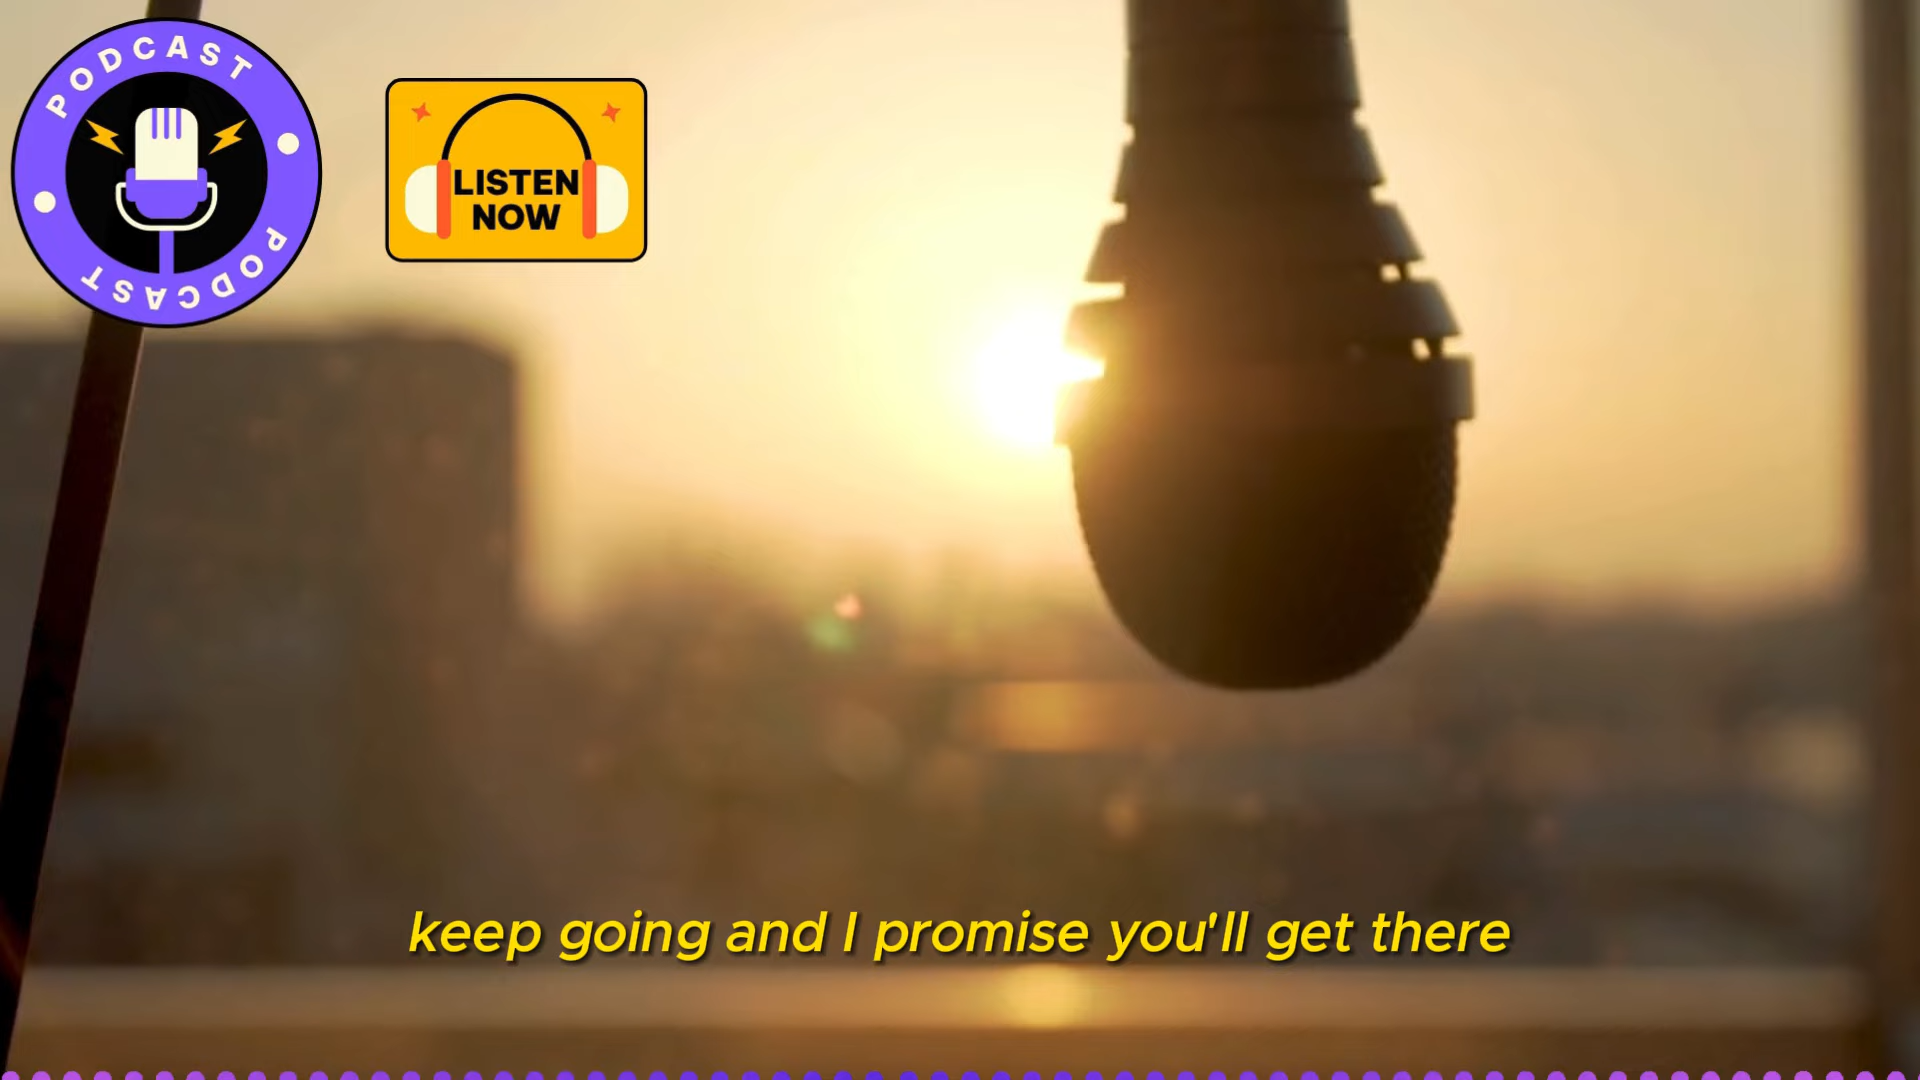 PODCAST
PODCAST
LISTEN
NOW
keep going and I promise you'll get there